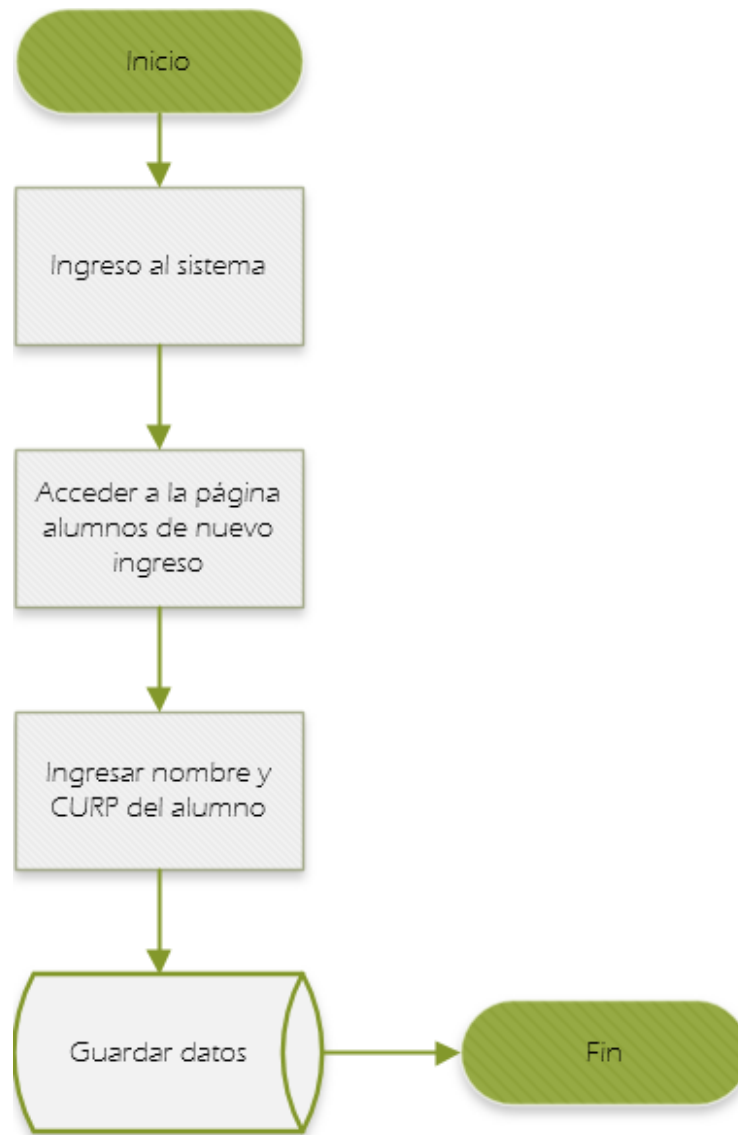 Inicio
Ingreso al sistema
Acceder a la página
alumnos de nuevo
ingreso
Ingresar nombre y
CURP del alumno
Guardar datos
Fin